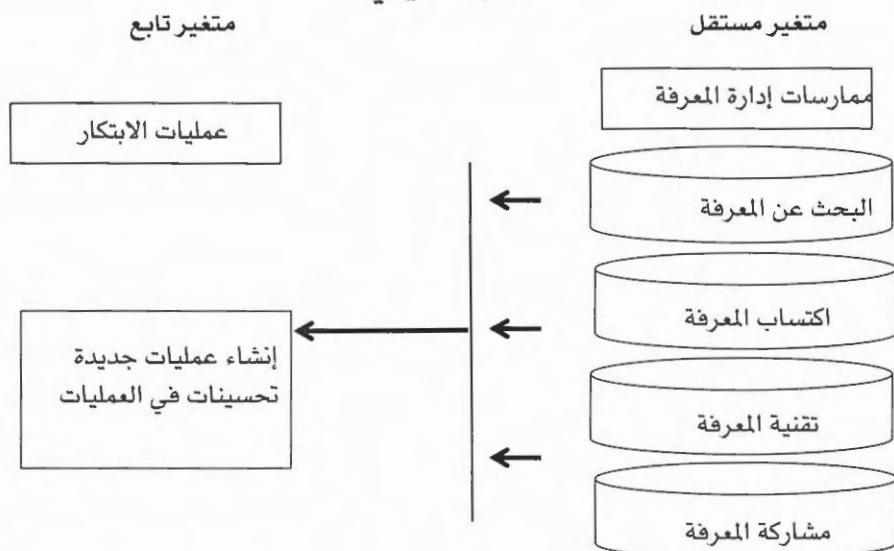 متغير مستقل
متغير تابع
ممارسات إدارة المعرفة
عمليات الابتكار
البحث عن المعرفة
اكتساب المعرفة
إنشاء عمليات جديدة
تحسينات في العمليات
تقنية المعرفة
مشاركة المعرفة